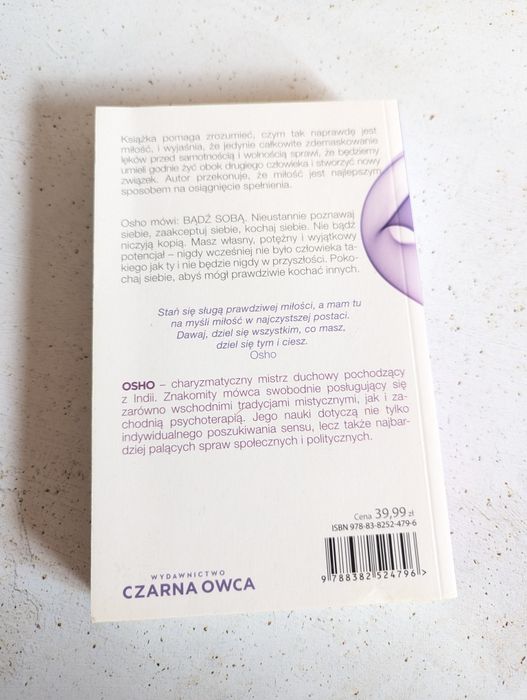 Książka pomaga zrozumieć, czym tak naprawdę jest
miłość, i wyjaśnia, że jedynie całkowite zdemaskowanie
lęków przed samotnością i wolnością sprawi, że będziemy
umieli godnie żyć obok drugiego człowieka i stworzyć nowy
związek. Autor przekonuje, że miłość jest najlepszym
sposobem na osiągnięcie spełnienia.
Osho mówi: BĄDŹ SOBĄ. Nieustannie poznawaj
siebie, zaakceptuj siebie, kochaj siebie. Nie bądź
niczyją kopią. Masz własny, potężny i wyjątkowy
potencjał – nigdy wcześniej nie było człowieka ta-
kiego jak ty i nie będzie nigdy w przyszłości. Poko-
chaj siebie, abyś mógł prawdziwie kochać innych.
Stań się sługą prawdziwej miłości, a mam tu
na myśli miłość w najczystszej postaci.
Dawaj, dziel się wszystkim, co masz,
dziel się tym i ciesz.
Osho
OSHO – charyzmatyczny mistrz duchowy pochodzący
z Indii. Znakomity mówca swobodnie posługujący się
zarówno wschodnimi tradycjami mistycznymi, jak i za-
chodnią psychoterapią. Jego nauki dotyczą nie tylko
indywidualnego poszukiwania sensu, lecz także najbar-
dziej palących spraw społecznych i politycznych.
Cena 39,99 zł
ISBN 978-83-8252-479-6
9 788382 524796 >
WYDAWNICTWO
CZARNA OWCA